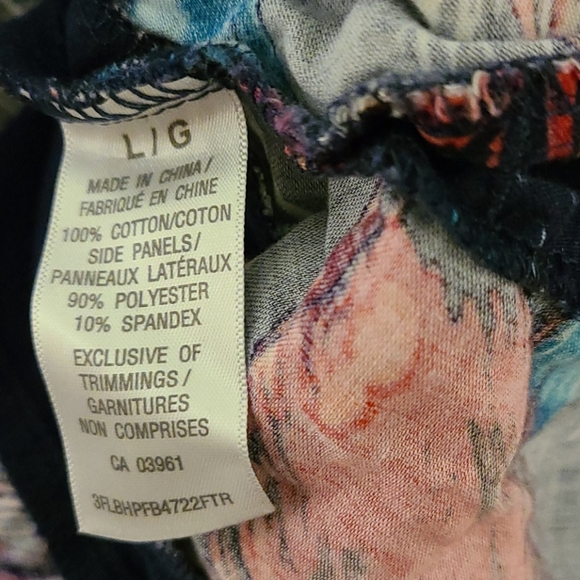 L/G
MADE IN CHINA/
FABRIQUÉ EN CHINE
100% COTTON/COTON
SIDE PANELS/
PANNEAUX LATÉRAUX
90% POLYESTER
10% SPANDEX
EXCLUSIVE OF
TRIMMINGS/
GARNITURES
NON COMPRISES
CA 03961
3FLBHPFB4722FTR